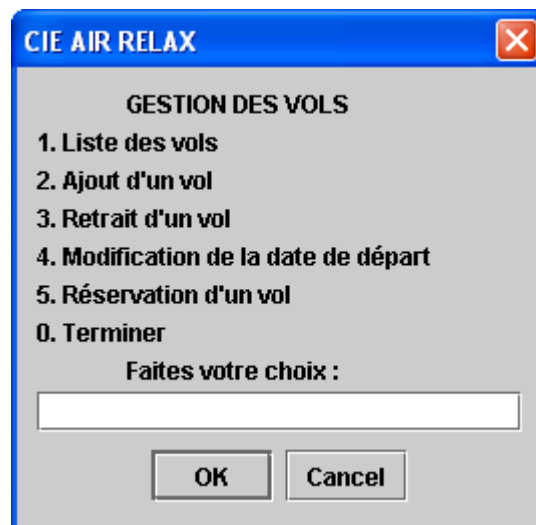 CIE AIR RELAX
GESTION DES VOLS
1. Liste des vols
2. Ajout d'un vol
3. Retrait d'un vol
4. Modification de la date de départ
5. Réservation d'un vol
0. Terminer
Faites votre choix :
OK Cancel